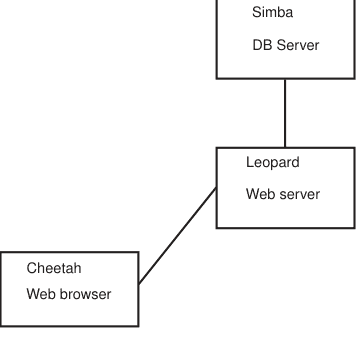 Simba
DB Server
Leopard
Web server
Cheetah
Web browser